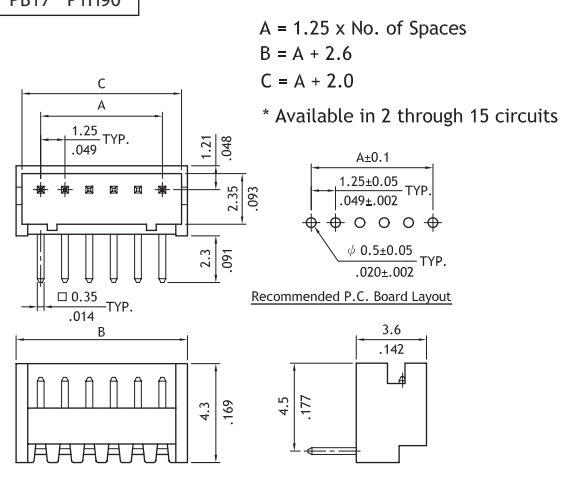 A = 1.25 x No. of Spaces
B = A + 2.6
C = A + 2.0
* Available in 2 through 15 circuits
C
A
1.25
.049
TYP.
1.21
.048
2.35
.093
2.3
.091
□ 0.35
.014
TYP.
A±0.1
1.25±0.05
.049±.002
TYP.
ϕ 0.5±0.05
.020±.002
TYP.
Recommended P.C. Board Layout
B
4.3
.169
3.6
.142
4.5
.177